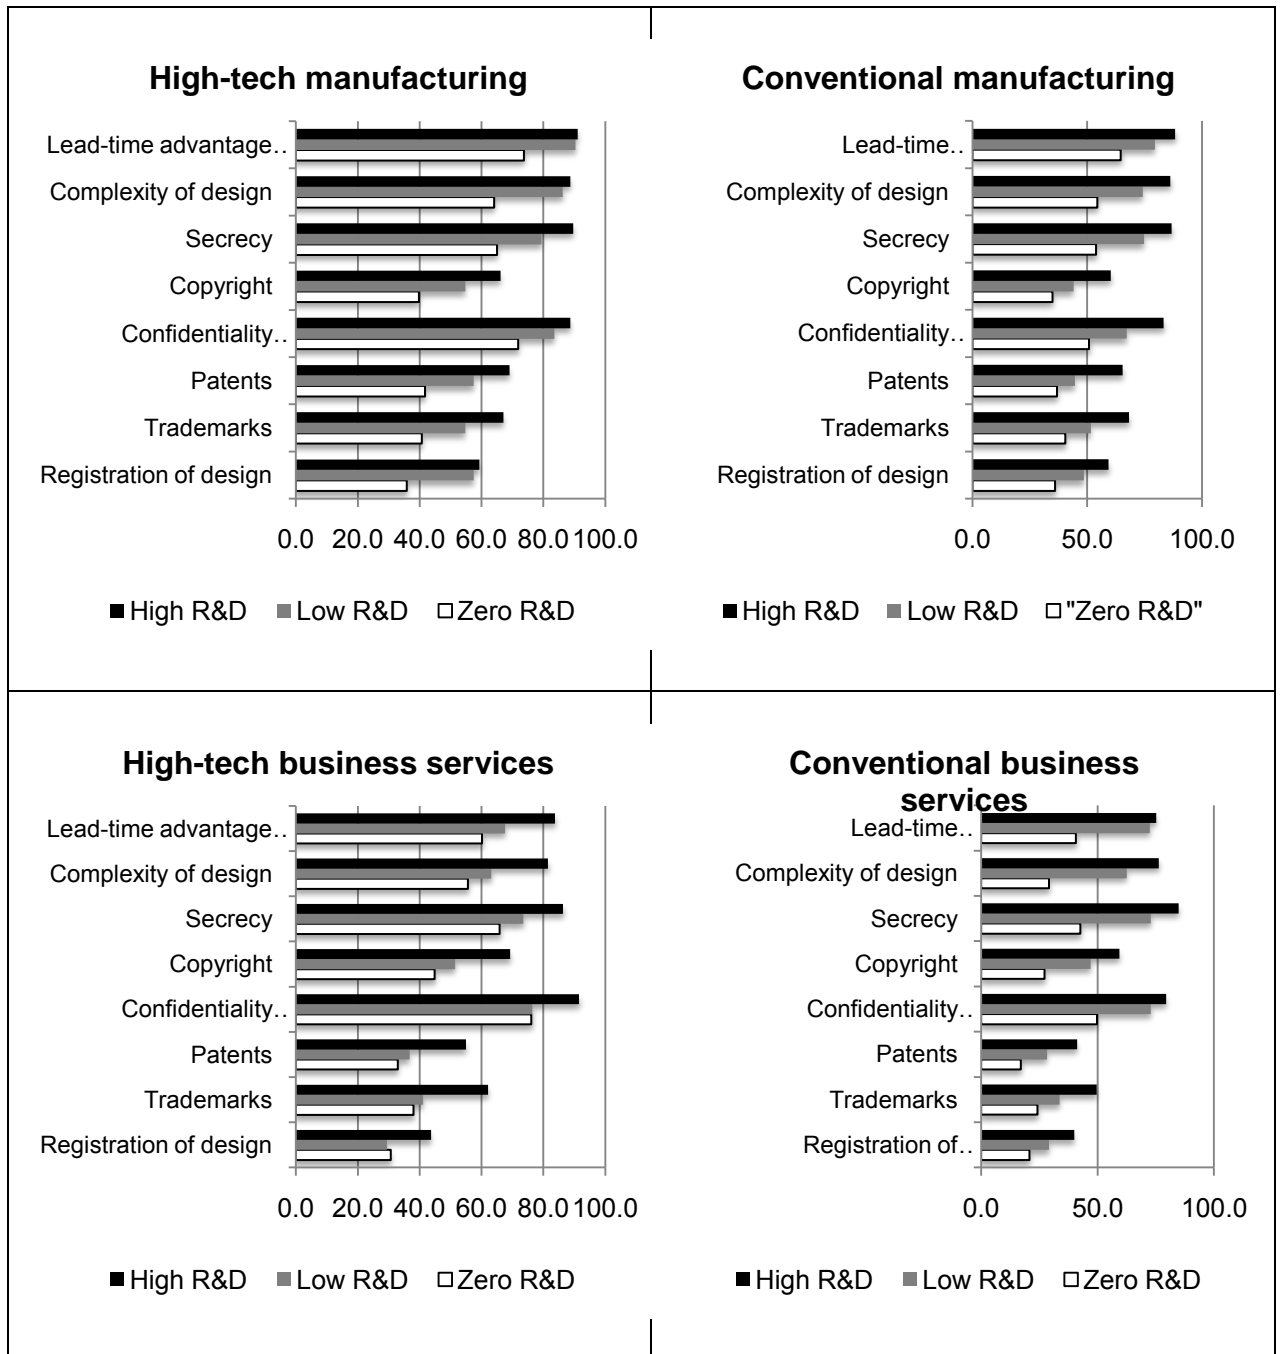 High-tech manufacturing
Lead-time advantage..
Complexity of design
Secrecy
Copyright
Confidentiality..
Patents
Trademarks
Registration of design
0.0 20.0 40.0 60.0 80.0 100.0
High R&D Low R&D Zero R&D
Conventional manufacturing
Lead-time..
Complexity of design
Secrecy
Copyright
Confidentiality..
Patents
Trademarks
Registration of design
0.0 50.0 100.0
High R&D Low R&D "Zero R&D"
High-tech business services
Lead-time advantage..
Complexity of design
Secrecy
Copyright
Confidentiality..
Patents
Trademarks
Registration of design
0.0 20.0 40.0 60.0 80.0 100.0
High R&D Low R&D Zero R&D
Conventional business
services
Lead-time..
Complexity of design
Secrecy
Copyright
Confidentiality..
Patents
Trademarks
Registration of..
0.0 50.0 100.0
High R&D Low R&D Zero R&D